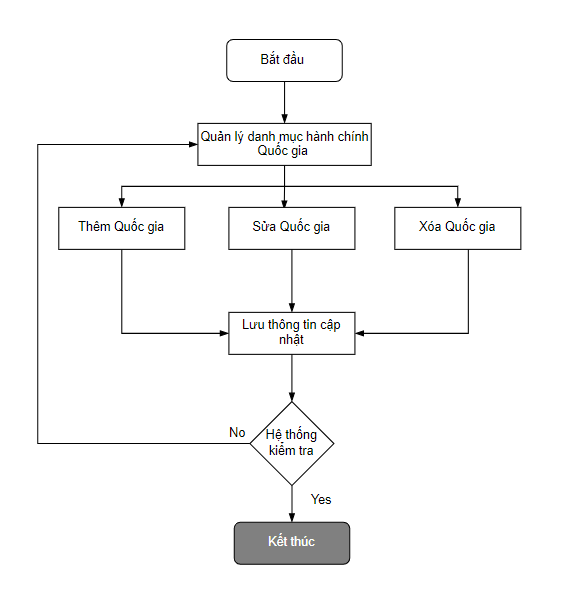 Bắt đầu
Quản lý danh mục hành chính
Quốc gia
Thêm Quốc gia
Sửa Quốc gia
Xóa Quốc gia
Lưu thông tin cập
nhật
No
Hệ thống
kiểm tra
Yes
Kết thúc